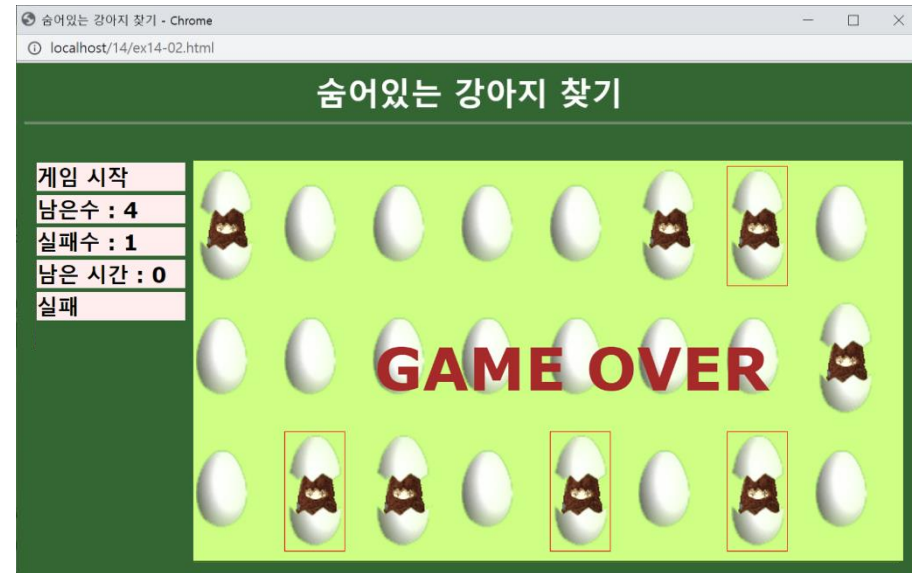 숨어있는 강아지 찾기 - Chrome
localhost/14/ex14-02.html
숨어있는 강아지 찾기
게임 시작
남은수 : 4
실패수 : 1
남은 시간 : 0
실패
GAME OVER